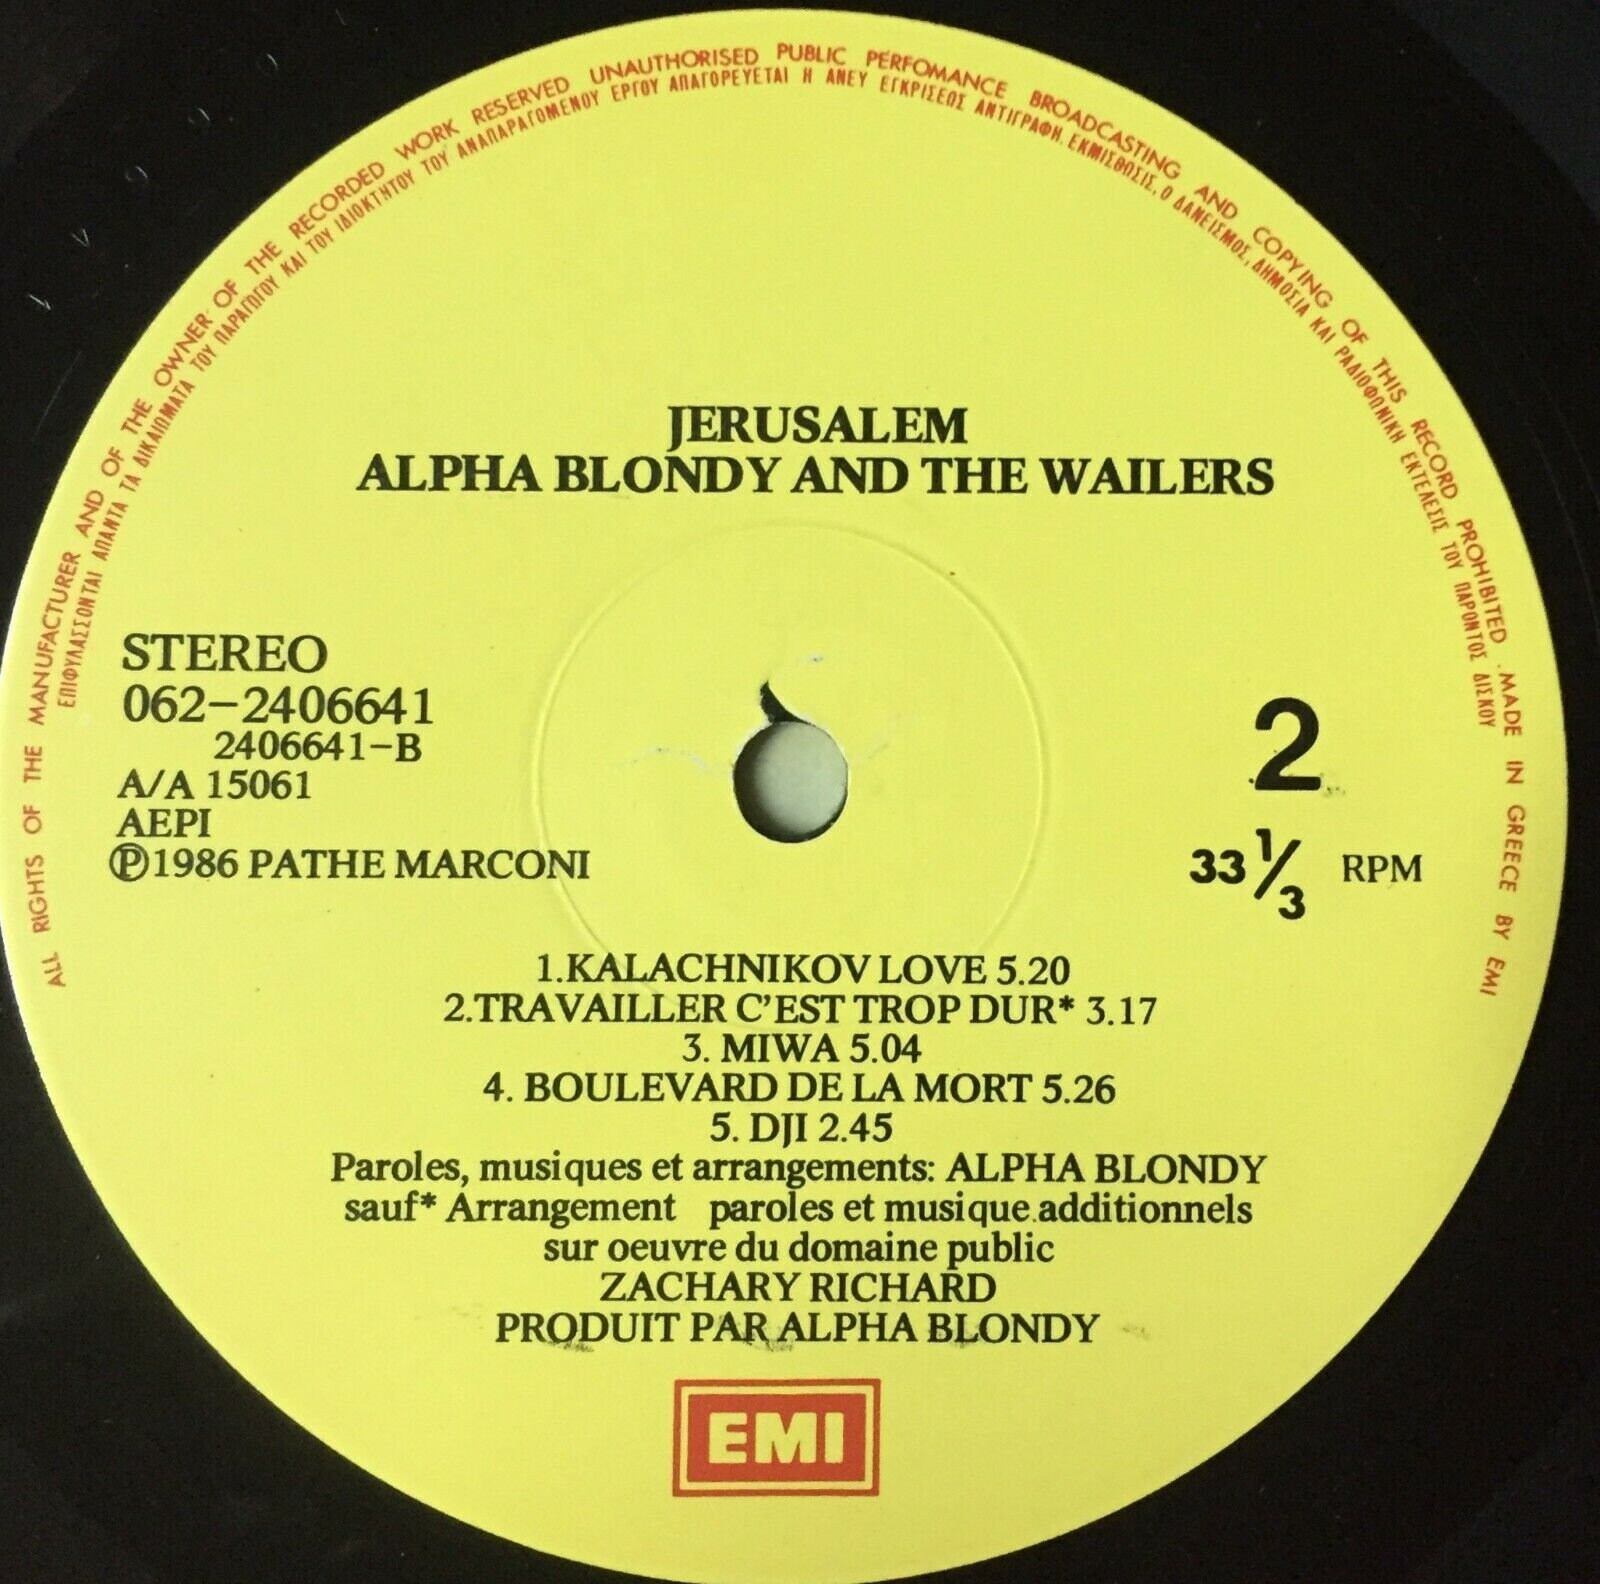 ALL RIGHTS OF THE MANUFACTURER AND OF THE OWNER OF THE RECORDED WORK RESERVED UNAUTHORISED PUBLIC PERFOMANCE BROADCASTING AND COPYING OF THIS RECORD PROHIBITED . MADE IN GREECE BY EMI
ΕΠΙΦΥΛΑΣΣΟΝΤΑΙ ΑΠΑΝΤΑ ΤΑ ΔΙΚΑΙΩΜΑΤΑ ΤΟΥ ΠΑΡΑΓΩΓΟΥ ΚΑΙ ΤΟΥ ΙΔΙΟΚΤΗΤΟΥ ΤΟΥ ΑΝΑΠΑΡΑΓΟΜΕΝΟΥ ΕΡΓΟΥ ΑΠΑΓΟΡΕΥΕΤΑΙ Η ΑΝΕΥ ΕΓΚΡΙΣΕΩΣ ΑΝΤΙΓΡΑΦΗ, ΕΚΜΙΣΘΩΣΙΣ, Ο ΔΑΝΕΙΣΜΟΣ, ΔΗΜΟΣΙΑ ΚΑΙ ΡΑΔΙΟΦΩΝΙΚΗ ΕΚΤΕΛΕΣΙΣ ΤΟΥ ΠΑΡΟΝΤΟΣ ΔΙΣΚΟΥ
JERUSALEM
ALPHA BLONDY AND THE WAILERS
STEREO
062-2406641
2406641-B
A/A 15061
AEPI
Ⓟ1986 PATHE MARCONI
2
33 1/3 RPM
1.KALACHNIKOV LOVE 5.20
2.TRAVAILLER C'EST TROP DUR* 3.17
3. MIWA 5.04
4. BOULEVARD DE LA MORT 5.26
5. DJI 2.45
Paroles, musiques et arrangements: ALPHA BLONDY
sauf* Arrangement paroles et musique.additionnels
sur oeuvre du domaine public
ZACHARY RICHARD
PRODUIT PAR ALPHA BLONDY
EMI